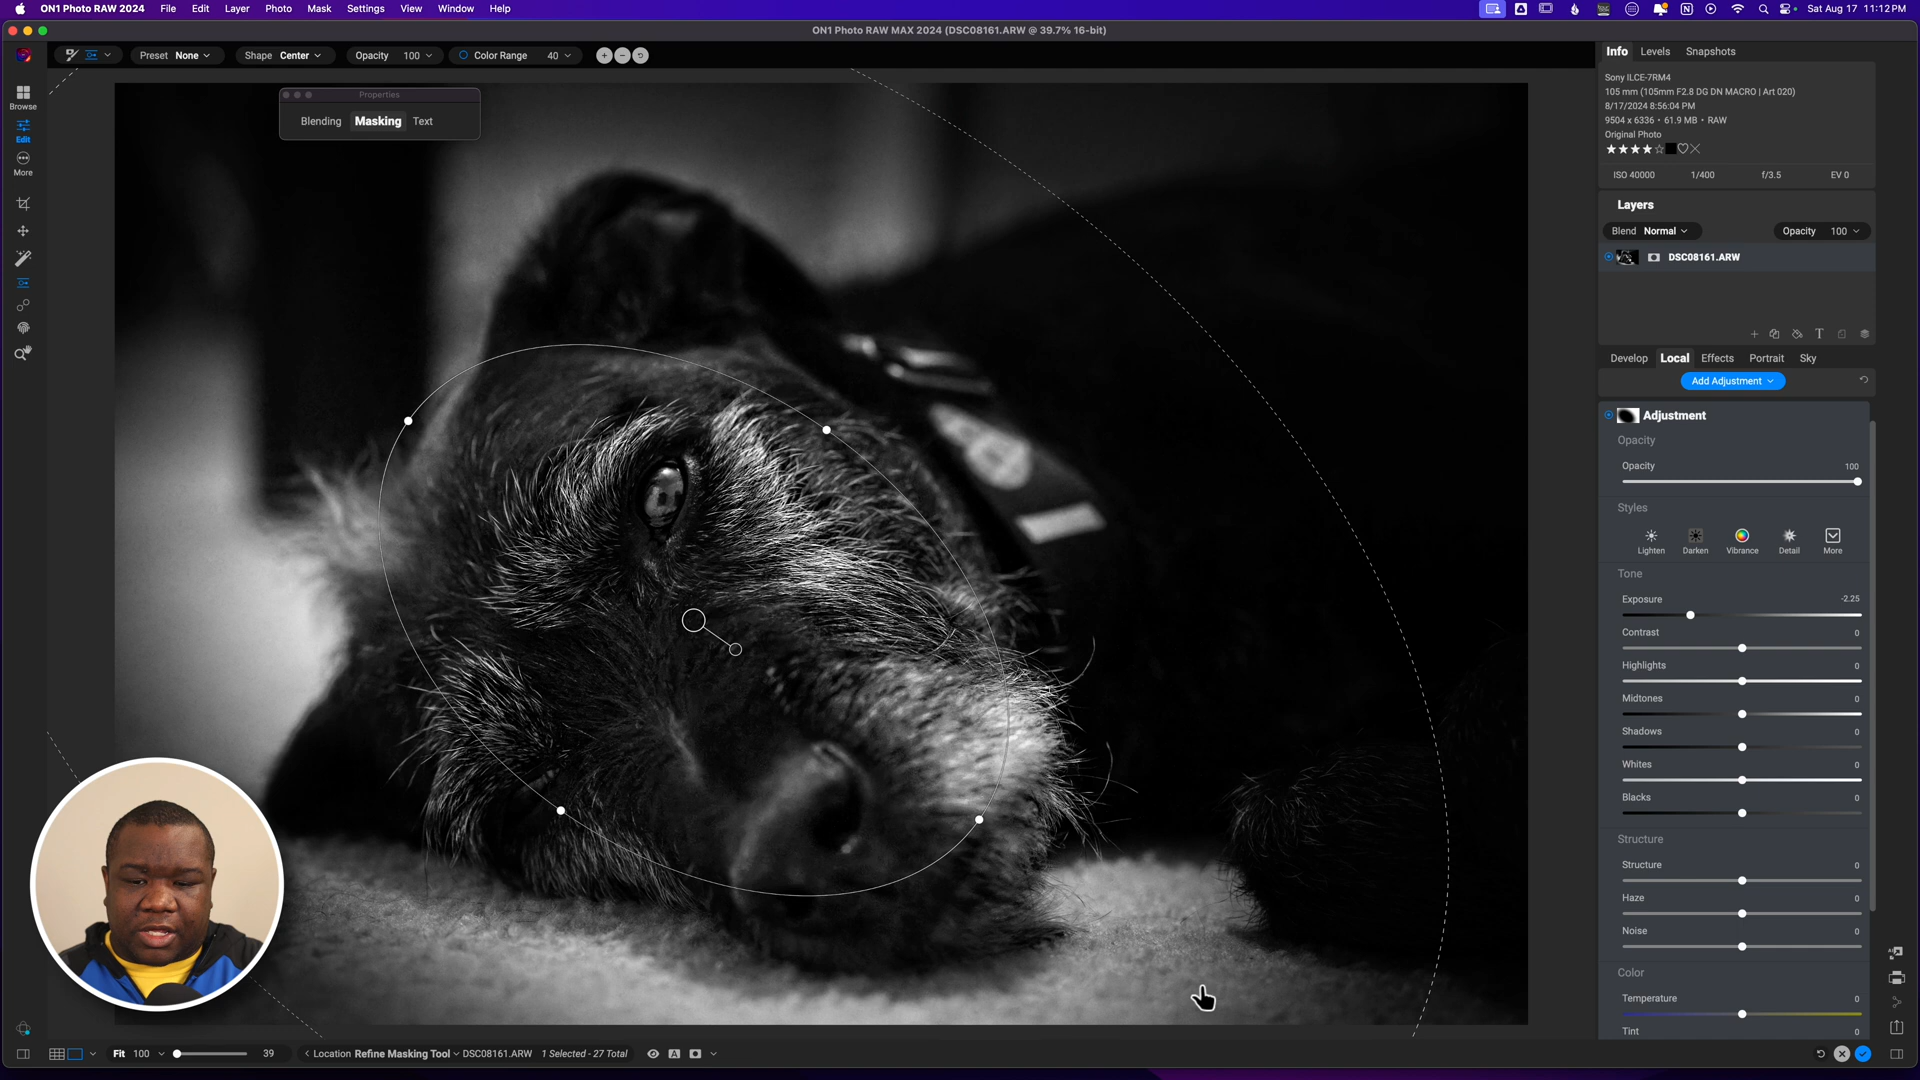 ON1 Photo RAW 2024 File Edit Layer Photo Mask Settings View Window Help Sat Aug 17 11:12 PM
ON1 Photo RAW MAX 2024 (DSC08161.ARW @ 39.7% 16-bit)
Preset None Shape Center Opacity 100 Color Range 40
Properties
Blending Masking Text
Browse
Edit
More
Info Levels Snapshots
Sony ILCE-7RM4
105 mm (105mm F2.8 DG DN MACRO | Art 020)
8/17/2024 8:56:04 PM
9504 x 6336 • 61.9 MB • RAW
Original Photo
ISO 40000 1/400 f/3.5 EV 0
Layers
Blend Normal Opacity 100
DSC08161.ARW
Develop Local Effects Portrait Sky
Add Adjustment
Adjustment
Opacity
Opacity 100
Styles
Lighten Darken Vibrance Detail More
Tone
Exposure -2.25
Contrast 0
Highlights 0
Midtones 0
Shadows 0
Whites 0
Blacks 0
Structure
Structure 0
Haze 0
Noise 0
Color
Temperature 0
Tint 0
Fit 100 39 Location Refine Masking Tool DSC08161.ARW 1 Selected - 27 Total